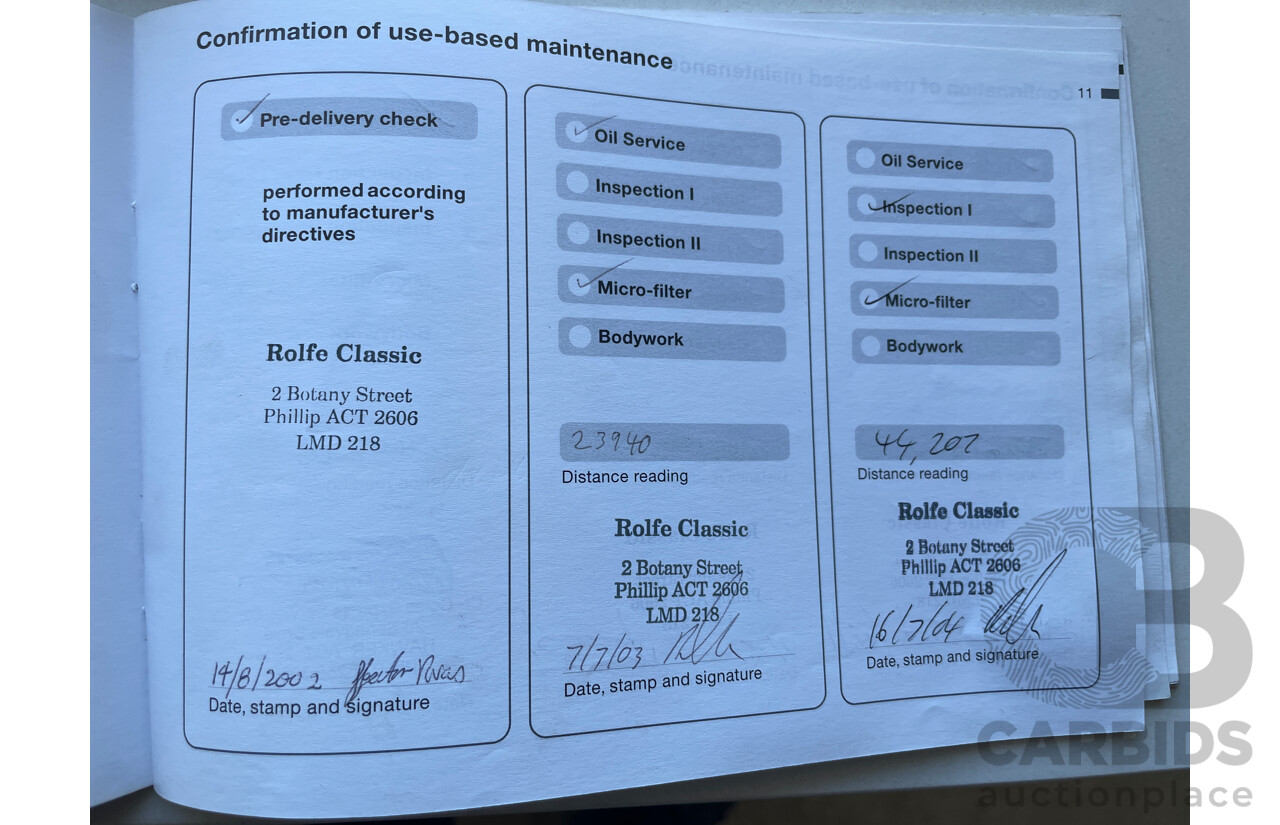 Confirmation of use-based maintenance
11
Pre-delivery check
performed according
to manufacturer's
directives
Rolfe Classic
2 Botany Street
Phillip ACT 2606
LMD 218
14/8/2002
Date, stamp and signature
Oil Service
Inspection I
Inspection II
Micro-filter
Bodywork
23940
Distance reading
Rolfe Classic
2 Botany Street
Phillip ACT 2606
LMD 218
7/7/03
Date, stamp and signature
Oil Service
Inspection I
Inspection II
Micro-filter
Bodywork
44,207
Distance reading
Rolfe Classic
2 Botany Street
Phillip ACT 2606
LMD 218
16/7/04
Date, stamp and signature
CARBIDS
auctionplace